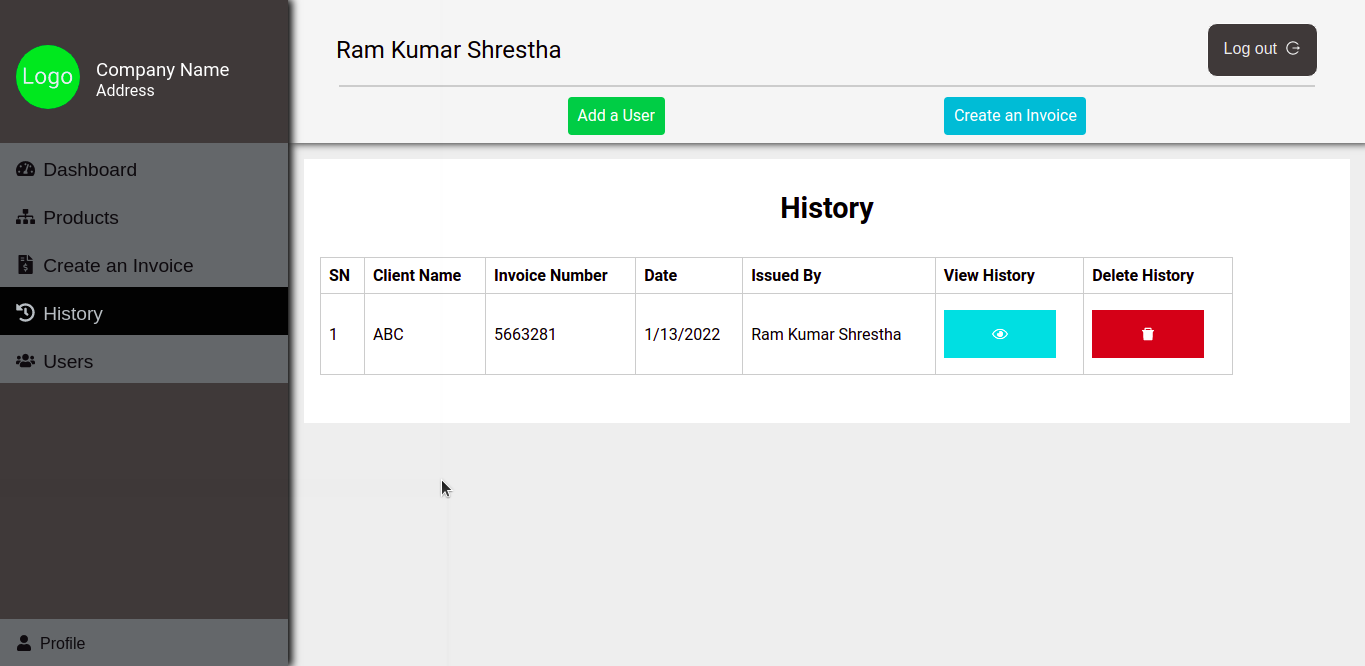 Logo
Company Name
Address
Dashboard
Products
Create an Invoice
History
Users
Profile
Ram Kumar Shrestha
Log out
Add a User
Create an Invoice
History
SN Client Name Invoice Number Date Issued By View History Delete History
1 ABC 5663281 1/13/2022 Ram Kumar Shrestha